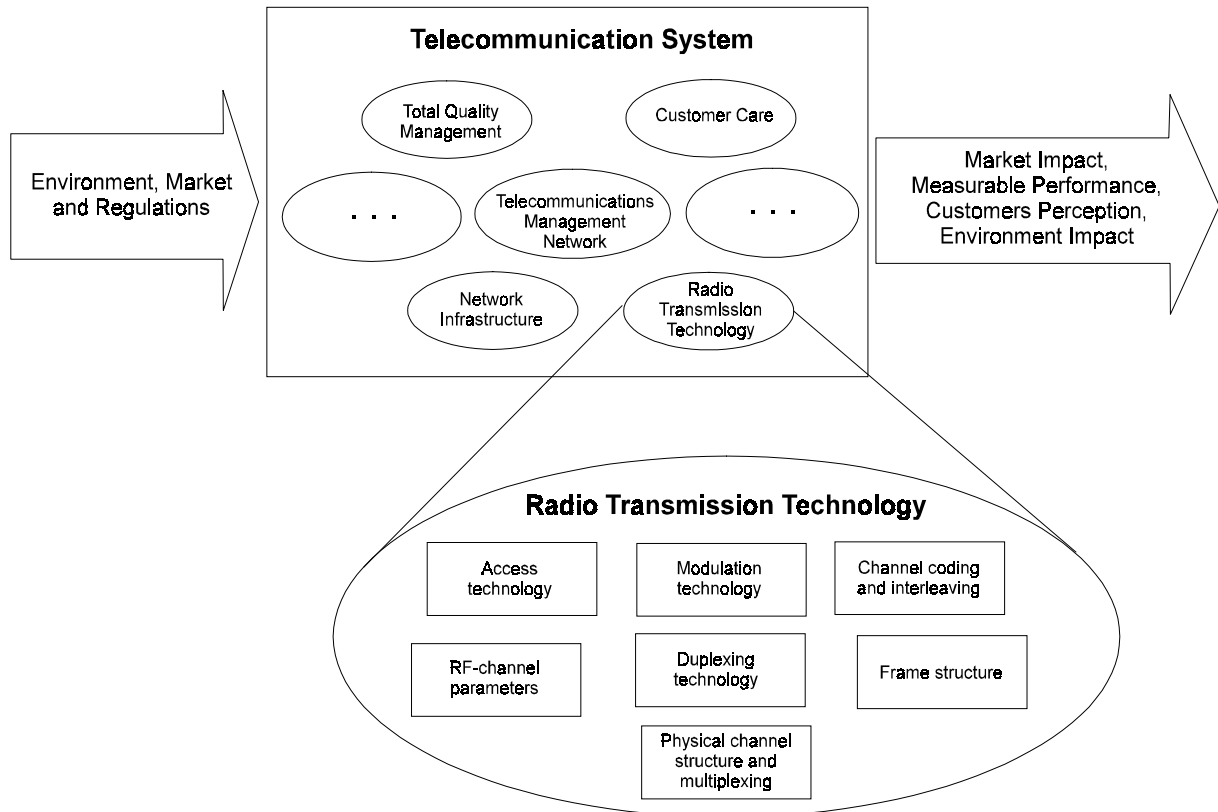 Telecommunication System
Total Quality
Management
Customer Care
Environment, Market
and Regulations
. . .
Telecommunications
Management
Network
. . .
Market Impact,
Measurable Performance,
Customers Perception,
Environment Impact
Network
Infrastructure
Radio
Transmission
Technology
Radio Transmission Technology
Access
technology
Modulation
technology
Channel coding
and interleaving
RF-channel
parameters
Duplexing
technology
Frame structure
Physical channel
structure and
multiplexing